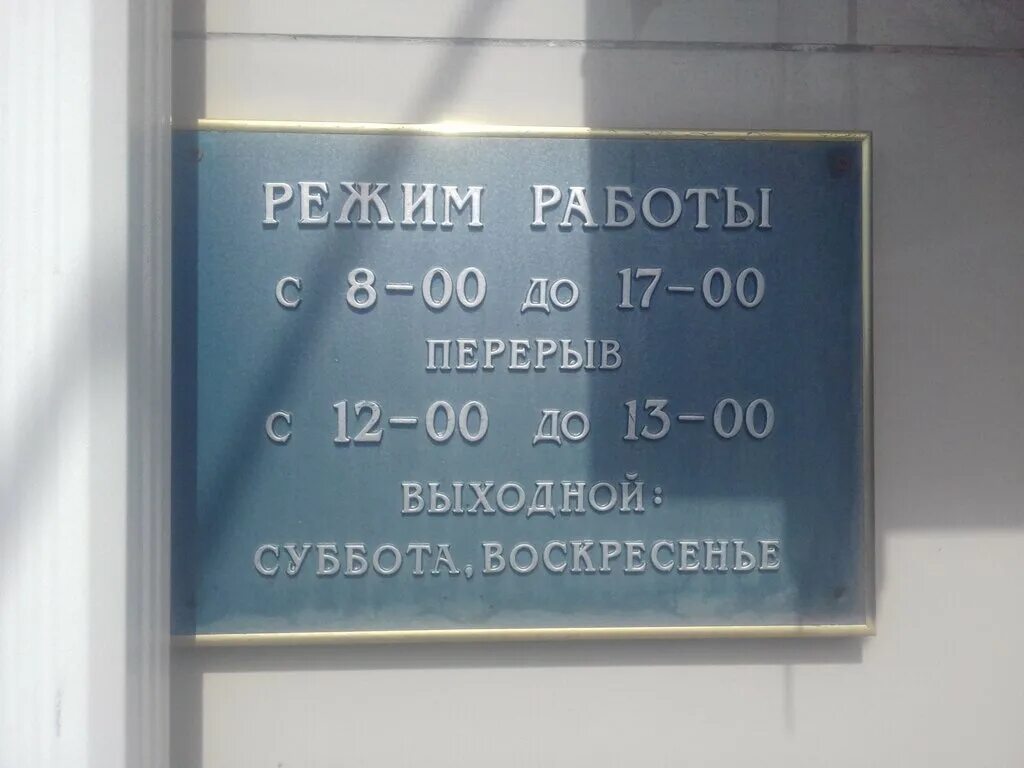 РЕЖИМ РАБОТЫ
С 8-00 ДО 17-00
ПЕРЕРЫВ
С 12-00 ДО 13-00
ВЫХОДНОЙ:
СУББОТА, ВОСКРЕСЕНЬЕ